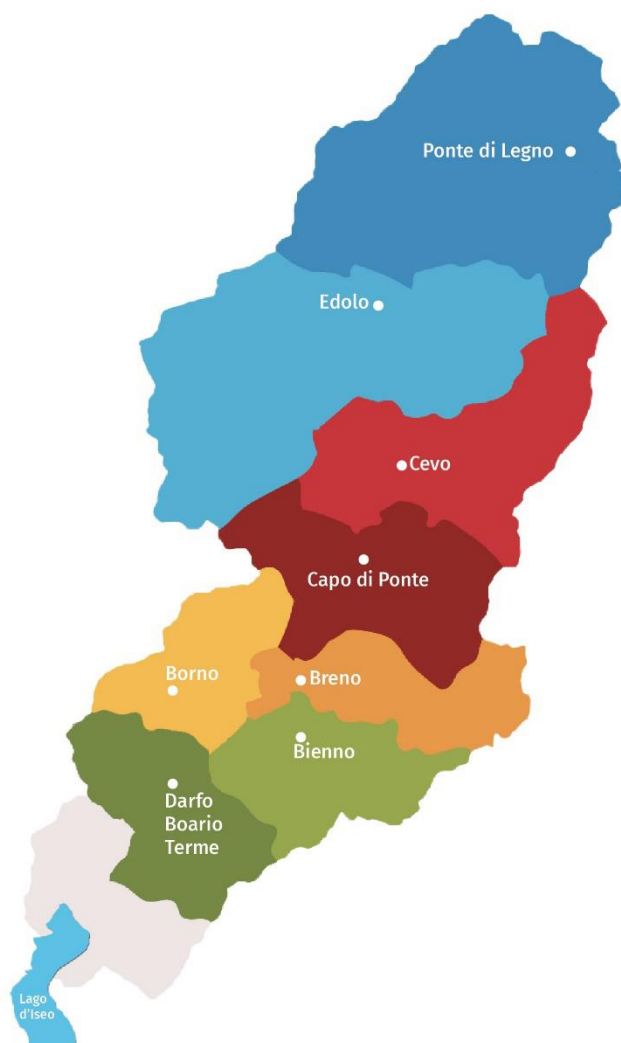 Ponte di Legno
Edolo
Cevo
Capo di Ponte
Borno
Breno
Bienno
Darfo
Boario
Terme
Lago
d'Iseo